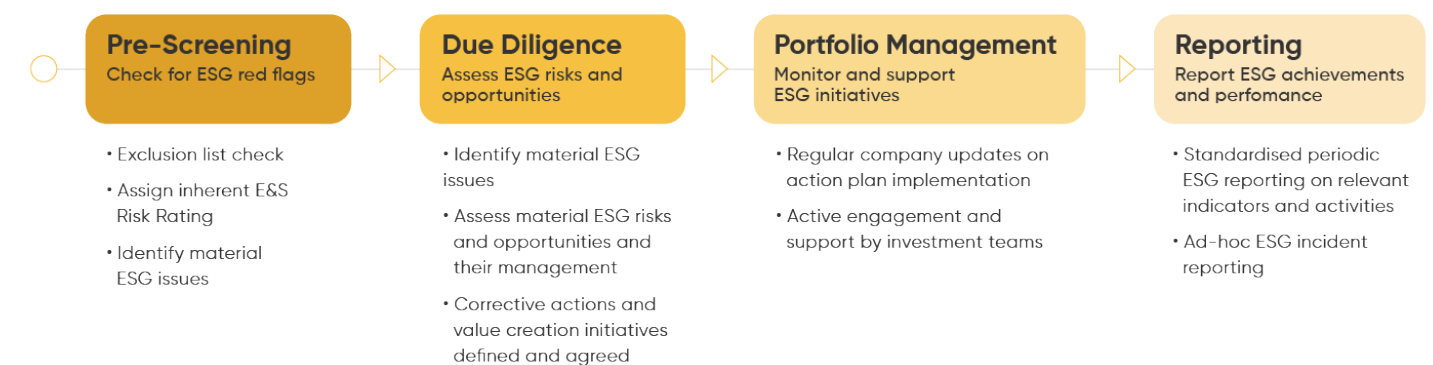 Pre-Screening
Check for ESG red flags
• Exclusion list check
• Assign inherent E&S
Risk Rating
• Identify material
ESG issues
Due Diligence
Assess ESG risks and
opportunities
• Identify material ESG
issues
• Assess material ESG risks
and opportunities and
their management
• Corrective actions and
value creation initiatives
defined and agreed
Portfolio Management
Monitor and support
ESG initiatives
• Regular company updates on
action plan implementation
• Active engagement and
support by investment teams
Reporting
Report ESG achievements
and perfomance
• Standardised periodic
ESG reporting on relevant
indicators and activities
• Ad-hoc ESG incident
reporting